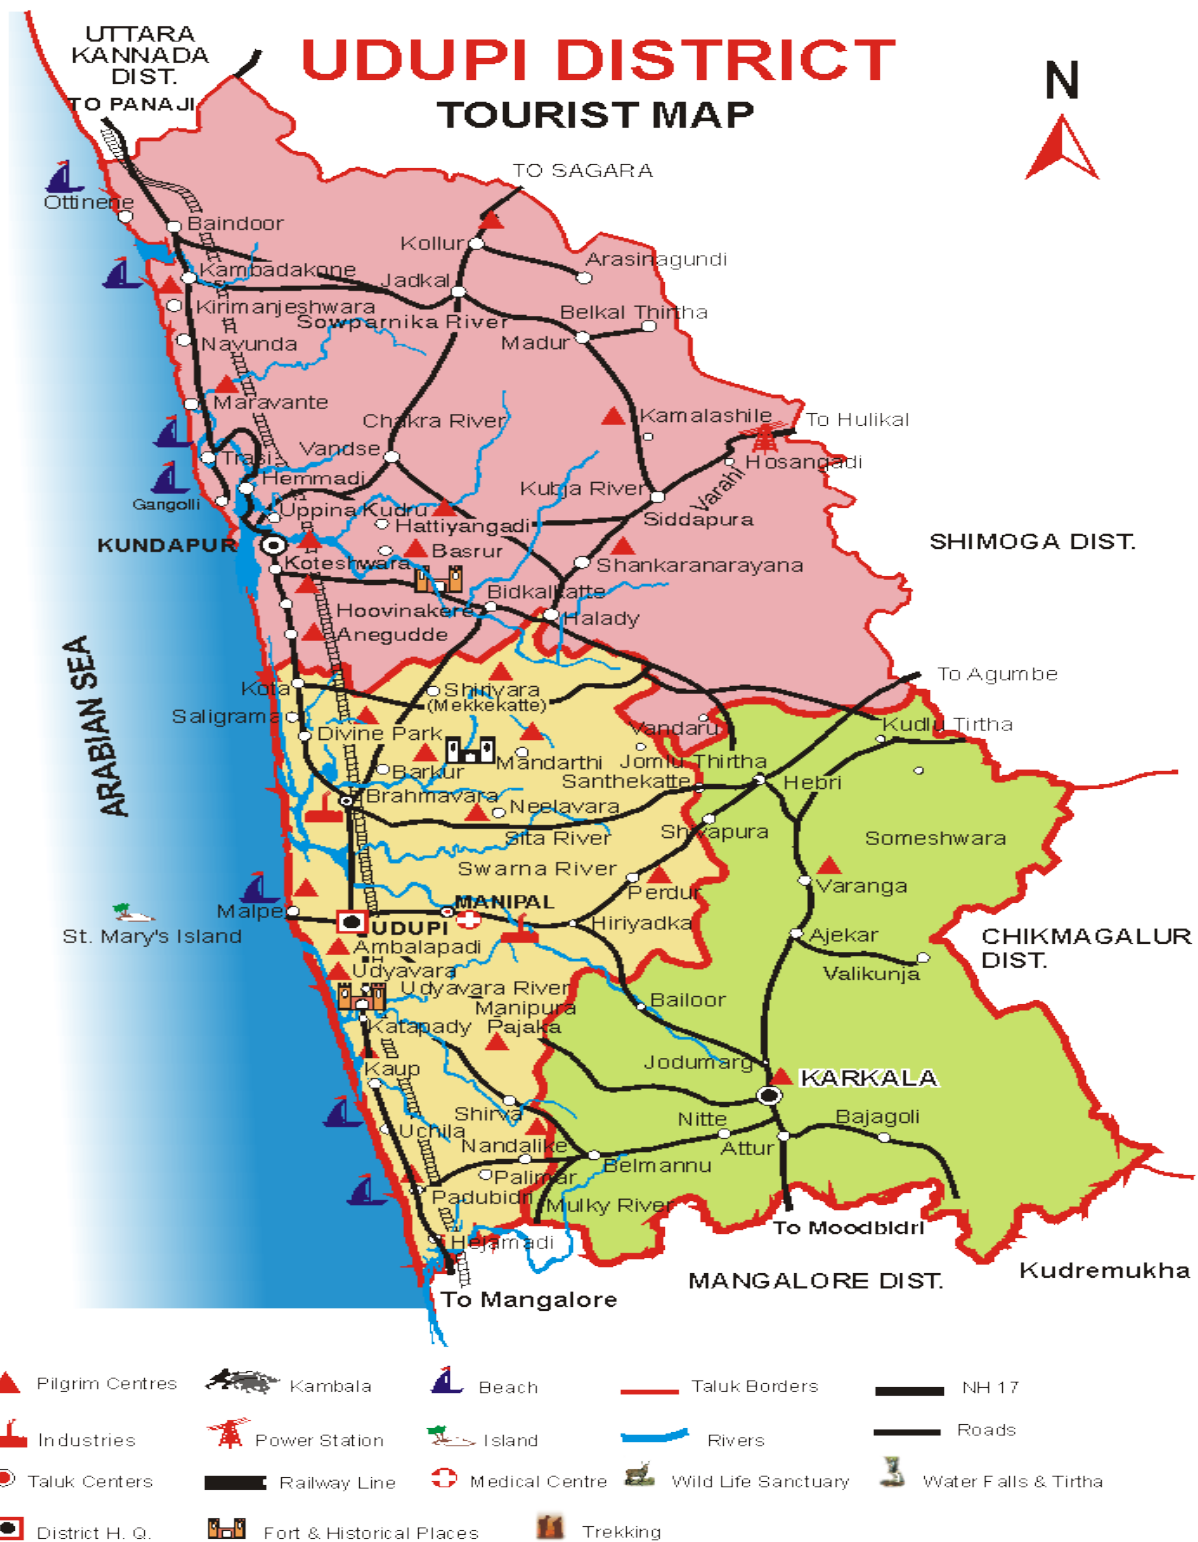 UTTARA
KANNADA
DIST.
TO PANAJI
UDUPI DISTRICT
TOURIST MAP
N
TO SAGARA
Ottinene
Baindoor
Kollur
Arasinagundi
Kambadakone
Jadkal
Kirimanjeshwara
Belkal Thirtha
Sowparnika River
Navunda
Madur
Maravante
Chakra River
Kamalashile
To Hulikal
Trasi
Vandse
Hosangadi
Hemmadi
Kubja River
Varahi
Gangolli
Uppina Kudru
Hattiyangadi
Siddapura
KUNDAPUR
Basrur
SHIMOGA DIST.
Koteshwara
Shankaranarayana
Bidkalkatte
Hoovinakere
Halady
Anegudde
ARABIAN SEA
To Agumbe
Kota
Shirivara
(Mekkekatte)
Saligrama
Divine Park
Vandaru
Kudlu Tirtha
Barkur
Mandarthi
Jomlu Thirtha
Santhekatte
Hebri
Brahmavara
Neelavara
Sita River
Shivapura
Someshwara
Swarna River
Perdur
Varanga
Malpe
MANIPAL
St. Mary's Island
UDUPI
Hiriyadka
Ajekar
CHIKMAGALUR
DIST.
Ambalapadi
Udyavara
Valikunja
Udyavara River
Manipura
Bailoor
Katapady
Pajaka
Kaup
Jodumarg
KARKALA
Shirva
Nitte
Bajagoli
Uchila
Nandalike
Attur
Belmannu
Palimar
Padubidri
Mulky River
To Moodbidri
Hejamadi
MANGALORE DIST.
Kudremukha
To Mangalore
Pilgrim Centres
Kambala
Beach
Taluk Borders
NH 17
Industries
Power Station
Island
Rivers
Roads
Taluk Centers
Railway Line
Medical Centre
Wild Life Sanctuary
Water Falls & Tirtha
District H. Q.
Fort & Historical Places
Trekking